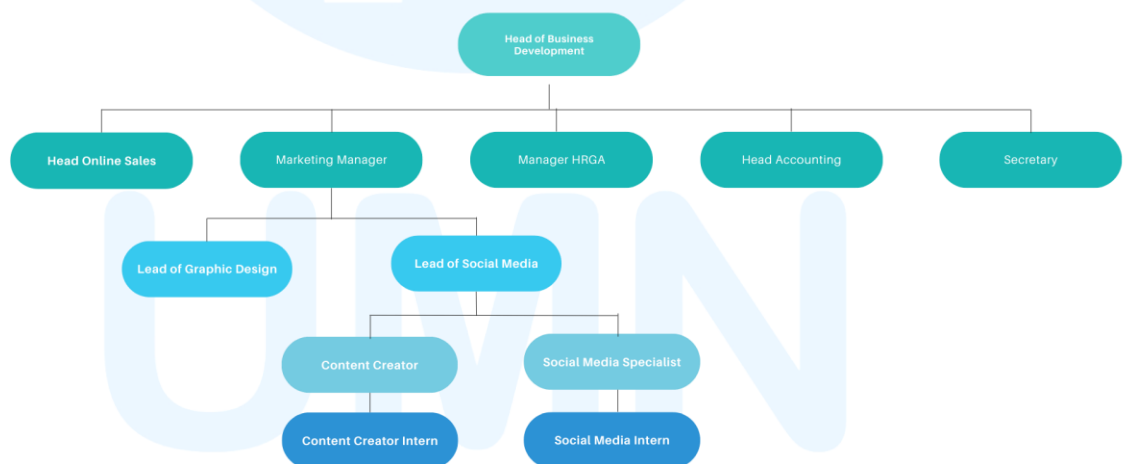 Head of Business
Development
Head Online Sales
Marketing Manager
Manager HRGA
Head Accounting
Secretary
Lead of Graphic Design
Lead of Social Media
Content Creator
Social Media Specialist
Content Creator Intern
Social Media Intern
UMN